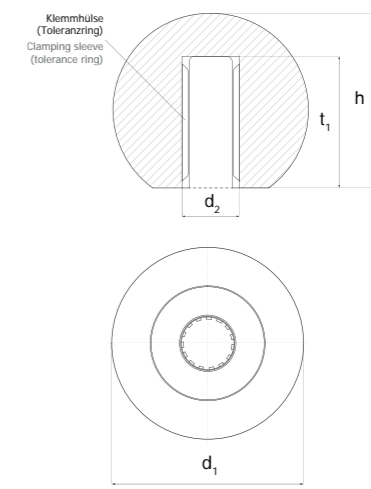 Klemmhülse
(Toleranzring)
Clamping sleeve
(tolerance ring)
h
t₁
d₂
d₁